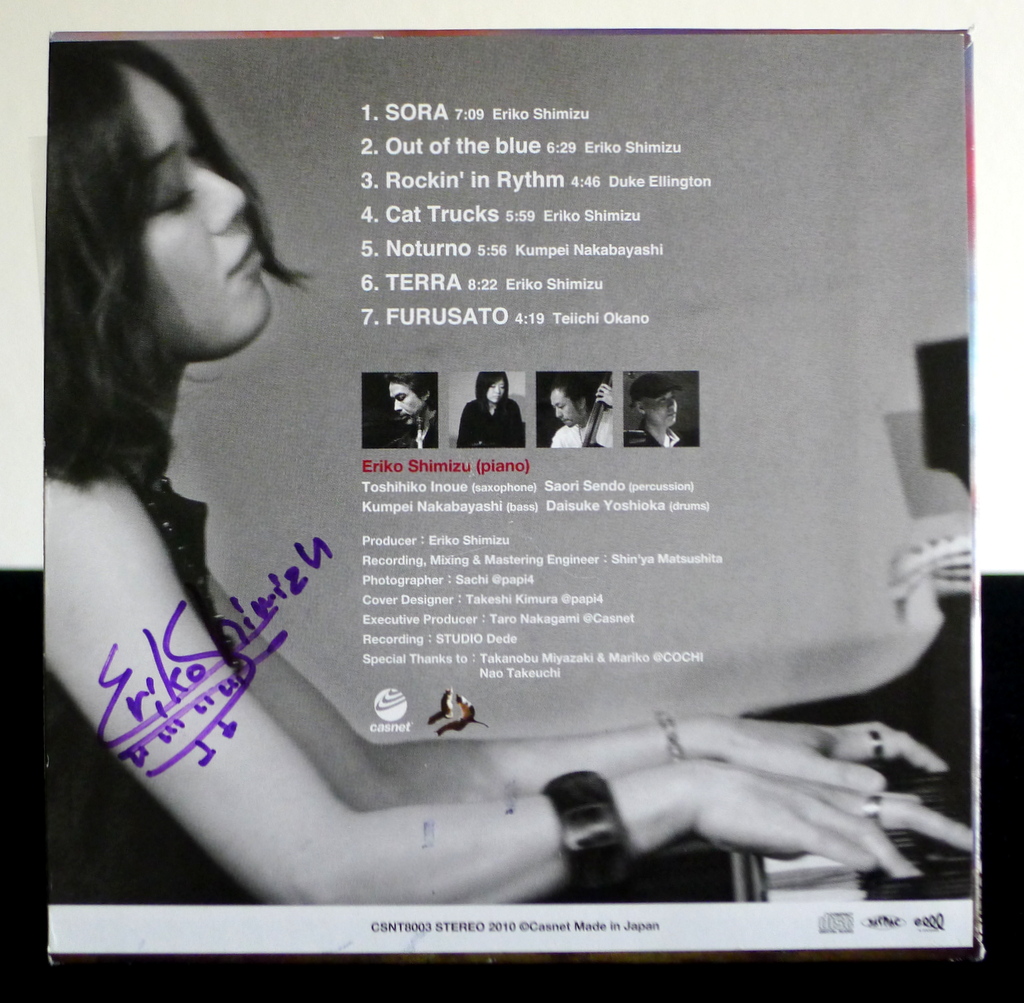 1. SORA 7:09 Eriko Shimizu
2. Out of the blue 6:29 Eriko Shimizu
3. Rockin' in Rythm 4:46 Duke Ellington
4. Cat Trucks 5:59 Eriko Shimizu
5. Noturno 5:56 Kumpei Nakabayashi
6. TERRA 8:22 Eriko Shimizu
7. FURUSATO 4:19 Teiichi Okano
Eriko Shimizu (piano)
Toshihiko Inoue (saxophone) Saori Sendo (percussion)
Kumpei Nakabayashi (bass) Daisuke Yoshioka (drums)
Producer : Eriko Shimizu
Recording, Mixing & Mastering Engineer : Shin'ya Matsushita
Photographer : Sachi @papi4
Cover Designer : Takeshi Kimura @papi4
Executive Producer : Taro Nakagami @Casnet
Recording : STUDIO Dede
Special Thanks to : Takanobu Miyazaki & Mariko @COCHI
Nao Takeuchi
casnet
Eriko Shimizu
CSNT8003 STEREO 2010 ©Casnet Made in Japan